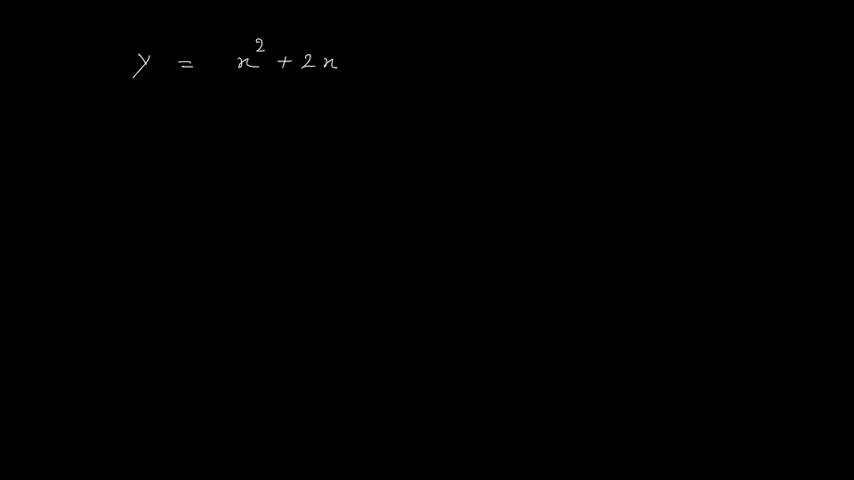 y = x² + 2x